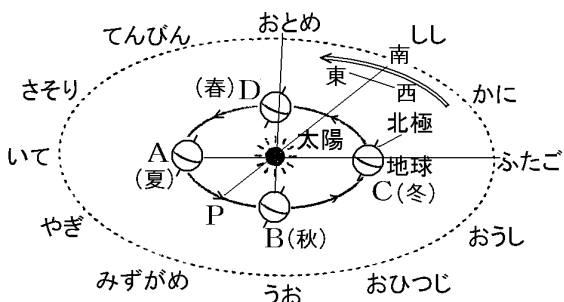 おとめ
てんびん
しし
南
東
西
さそり
(春)D
かに
太陽
北極
いて
A
(夏)
地球
ふたご
C(冬)
P
B(秋)
やぎ
おうし
みずがめ
うお
おひつじ